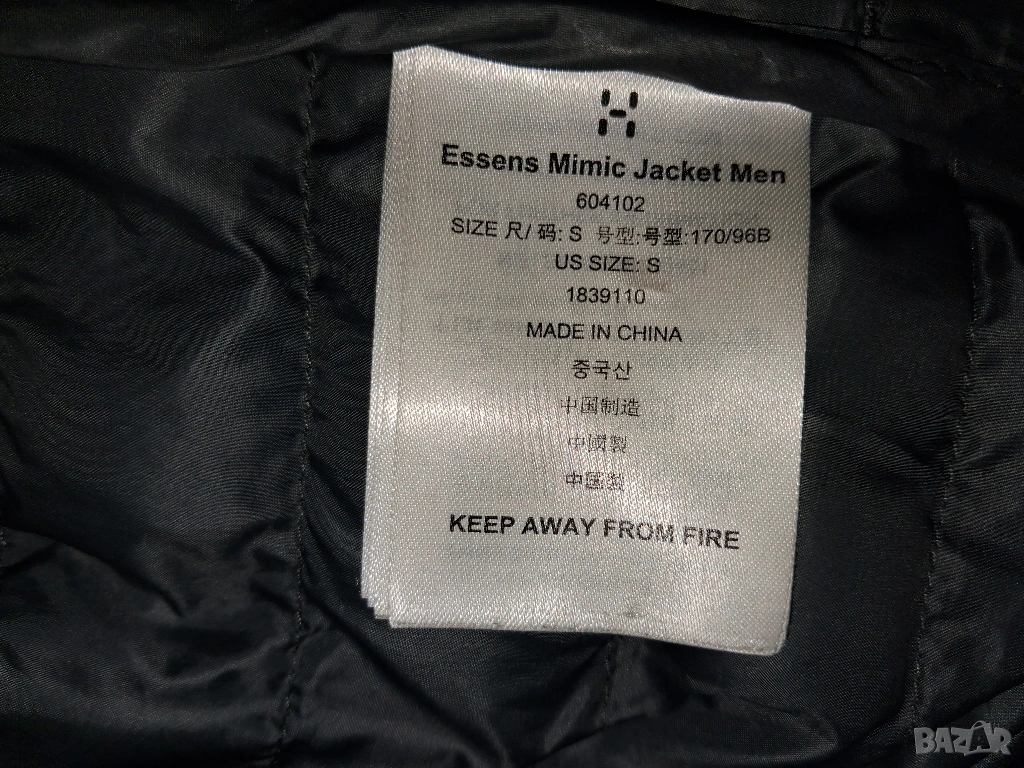 Essens Mimic Jacket Men
604102
SIZE 尺/ 码: S 号型:号型:170/96B
US SIZE: S
1839110
MADE IN CHINA
중국산
中国制造
中國製
中国製
KEEP AWAY FROM FIRE
BAZAR